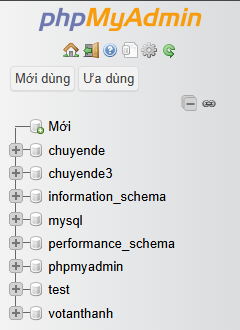 phpMyAdmin
Mới dùng Ưa dùng
Mới
chuyende
chuyende3
information_schema
mysql
performance_schema
phpmyadmin
test
votanthanh